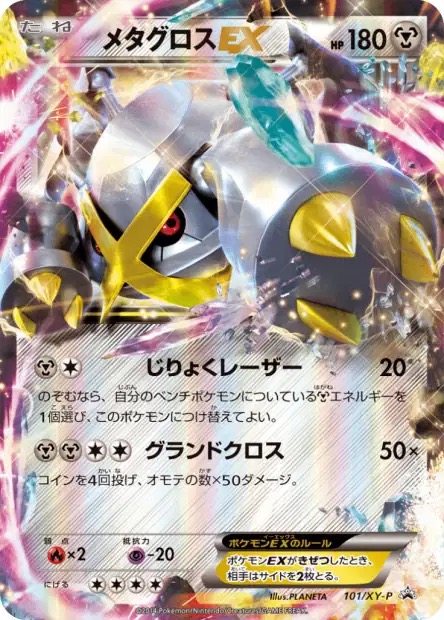 たね
メタグロスEX
HP180
じりょくレーザー 20
のぞむなら、自分のベンチポケモンについている エネルギーを
1個選び、このポケモンにつけ替えてよい。
グランドクロス 50×
コインを4回投げ、オモテの数×50ダメージ。
弱点 抵抗力
×2 -20
にげる
ポケモンEXのルール
ポケモンEXがきぜつしたとき、
相手はサイドを2枚とる。
Illus.PLANETA 101/XY-P
©2014 Pokémon/Nintendo/Creatures/GAME FREAK.